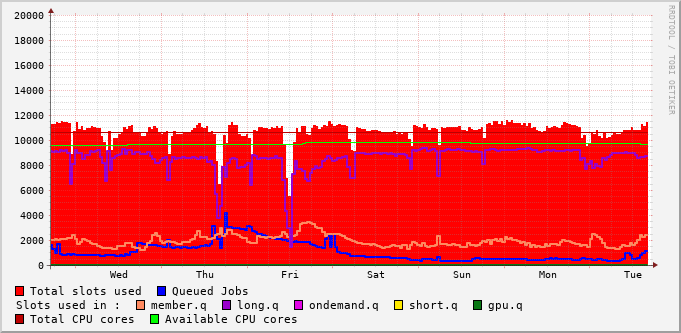 20000
18000
16000
14000
12000
10000
8000
6000
4000
2000
0
Wed Thu Fri Sat Sun Mon Tue
Total slots used Queued Jobs
Slots used in : member.q long.q ondemand.q short.q gpu.q
Total CPU cores Available CPU cores
RRDTOOL / TOBI OETIKER